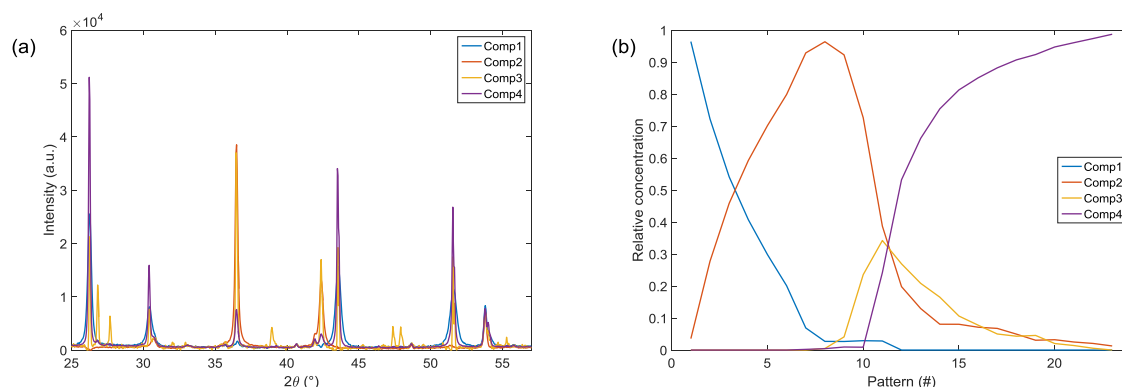 (a)
×10⁴
6
5
4
3
2
1
0
Intensity (a.u.)
25 30 35 40 45 50 55
2θ (°)
Comp1
Comp2
Comp3
Comp4
(b)
1
0.9
0.8
0.7
0.6
0.5
0.4
0.3
0.2
0.1
0
Relative concentration
0 5 10 15 20
Pattern (#)
Comp1
Comp2
Comp3
Comp4